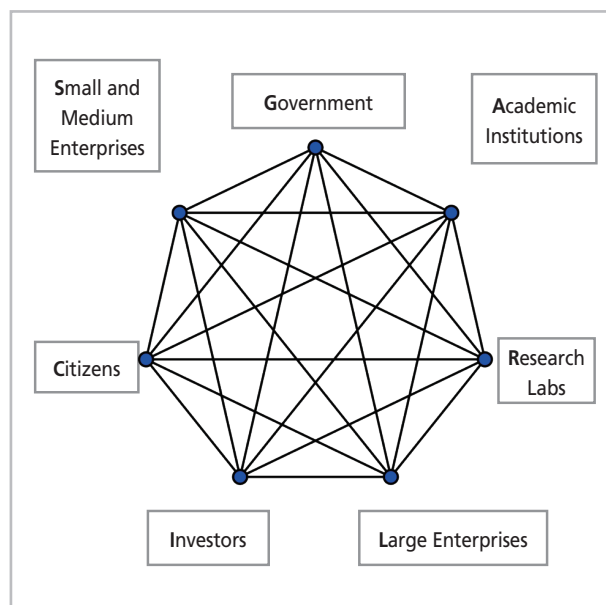 Small and
Medium
Enterprises
Government
Academic
Institutions
Citizens
Research
Labs
Investors
Large Enterprises